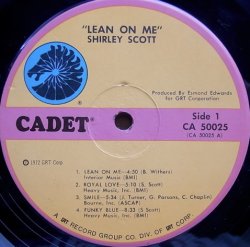 "LEAN ON ME"
SHIRLEY SCOTT
Produced By Esmond Edwards
for GRT Corporation
CADET®
Side 1
CA 50025
(CA 50025 A)
℗ 1972 GRT Corp
1. LEAN ON ME—4:50 (B. Withers)
Interior Music (BMI)
2. ROYAL LOVE—5:10 (S. Scott)
Heavy Music, Inc. (BMI)
3. SMILE—5:34 (J. Turner, G. Parsons, C. Chaplin)
Bourne, Inc. (ASCAP)
4. FUNKY BLUE—8:33 (S. Scott)
Heavy Music, Inc. (BMI)
A GRT RECORD GROUP CO. DIV. OF GRT CORP.